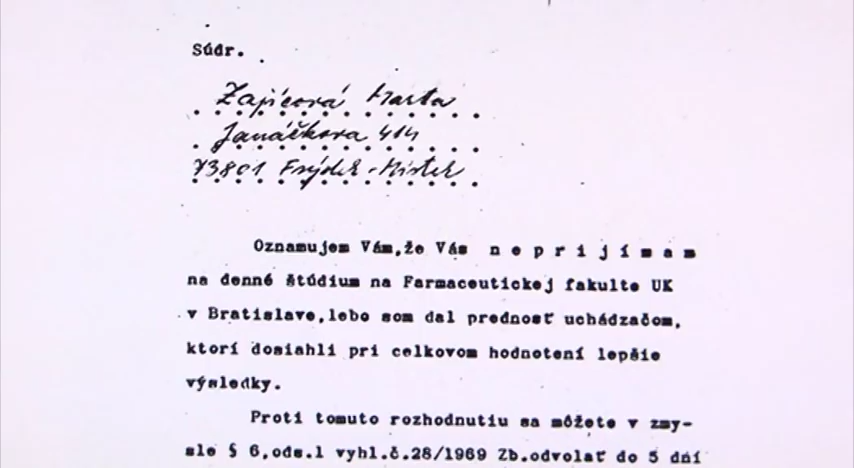 Súdr.
Zajícová Marta
Janáčkova 414
73801 Frýdek-Místek
Oznamujem Vám,že Vás n e p r i j í m a m
na denné štúdium na Farmaceutickej fakulte UK
v Bratislave,lebo som dal prednosť uchádzačom,
ktorí dosiahli pri celkovom hodnotení lepšie
výsledky.
Proti tomuto rozhodnutiu sa môžete v zmy-
sle § 6,ods.1 vyhl.č.28/1969 Zb.odvolať do 5 dní